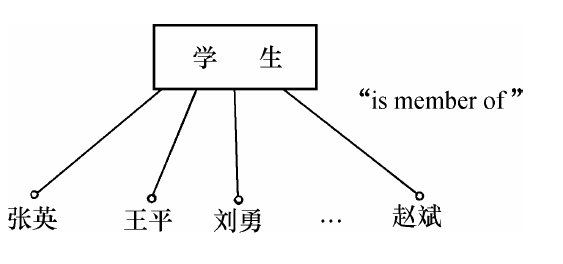 学 生
“is member of”
张英 王平 刘勇 … 赵斌